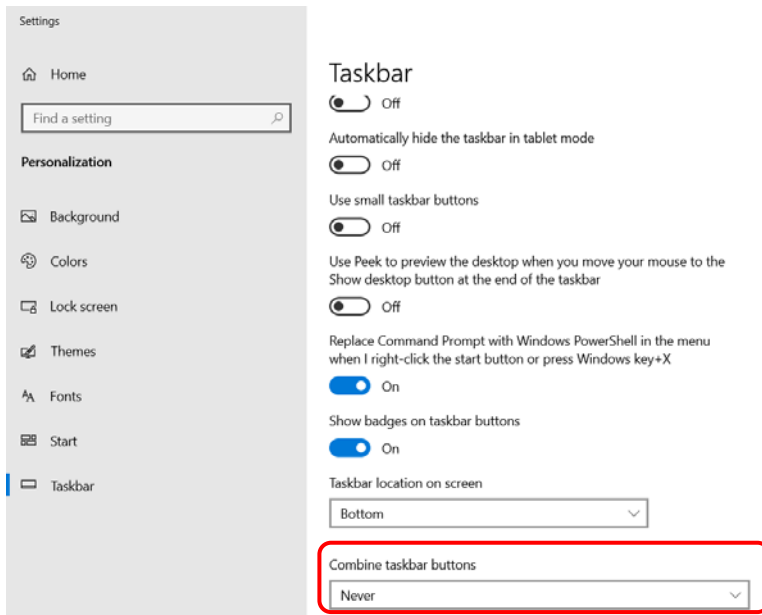 Settings
Home
Find a setting
Personalization
Background
Colors
Lock screen
Themes
Fonts
Start
Taskbar
Taskbar
Off
Automatically hide the taskbar in tablet mode
Off
Use small taskbar buttons
Off
Use Peek to preview the desktop when you move your mouse to the
Show desktop button at the end of the taskbar
Off
Replace Command Prompt with Windows PowerShell in the menu
when I right-click the start button or press Windows key+X
On
Show badges on taskbar buttons
On
Taskbar location on screen
Bottom
Combine taskbar buttons
Never